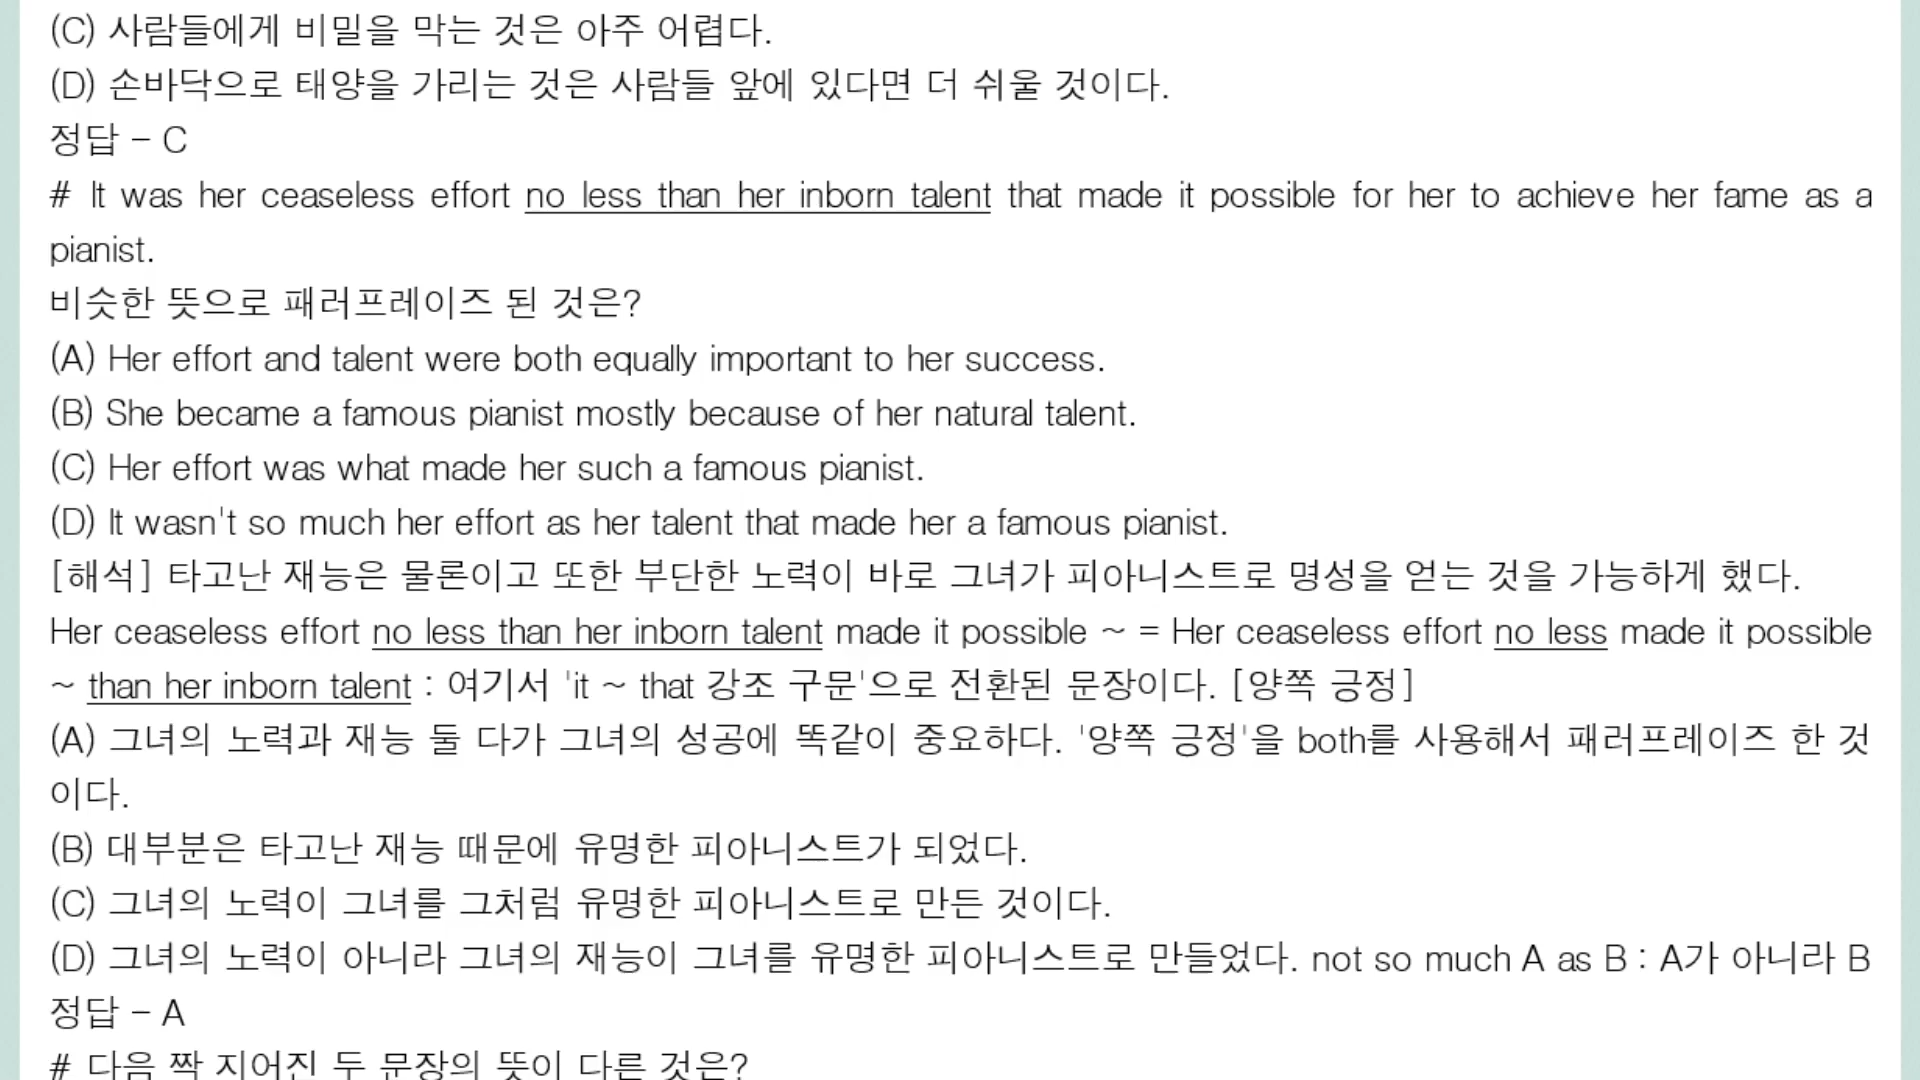 (C) 사람들에게 비밀을 막는 것은 아주 어렵다.
(D) 손바닥으로 태양을 가리는 것은 사람들 앞에 있다면 더 쉬울 것이다.
정답 – C
# It was her ceaseless effort no less than her inborn talent that made it possible for her to achieve her fame as a
pianist.
비슷한 뜻으로 패러프레이즈 된 것은?
(A) Her effort and talent were both equally important to her success.
(B) She became a famous pianist mostly because of her natural talent.
(C) Her effort was what made her such a famous pianist.
(D) It wasn't so much her effort as her talent that made her a famous pianist.
[해석] 타고난 재능은 물론이고 또한 부단한 노력이 바로 그녀가 피아니스트로 명성을 얻는 것을 가능하게 했다.
Her ceaseless effort no less than her inborn talent made it possible ~ = Her ceaseless effort no less made it possible
~ than her inborn talent : 여기서 'it ~ that 강조 구문'으로 전환된 문장이다. [양쪽 긍정]
(A) 그녀의 노력과 재능 둘 다가 그녀의 성공에 똑같이 중요하다. '양쪽 긍정'을 both를 사용해서 패러프레이즈 한 것
이다.
(B) 대부분은 타고난 재능 때문에 유명한 피아니스트가 되었다.
(C) 그녀의 노력이 그녀를 그처럼 유명한 피아니스트로 만든 것이다.
(D) 그녀의 노력이 아니라 그녀의 재능이 그녀를 유명한 피아니스트로 만들었다. not so much A as B : A가 아니라 B
정답 – A
# 다음 짝 지어진 두 문장의 뜻이 다른 것은?